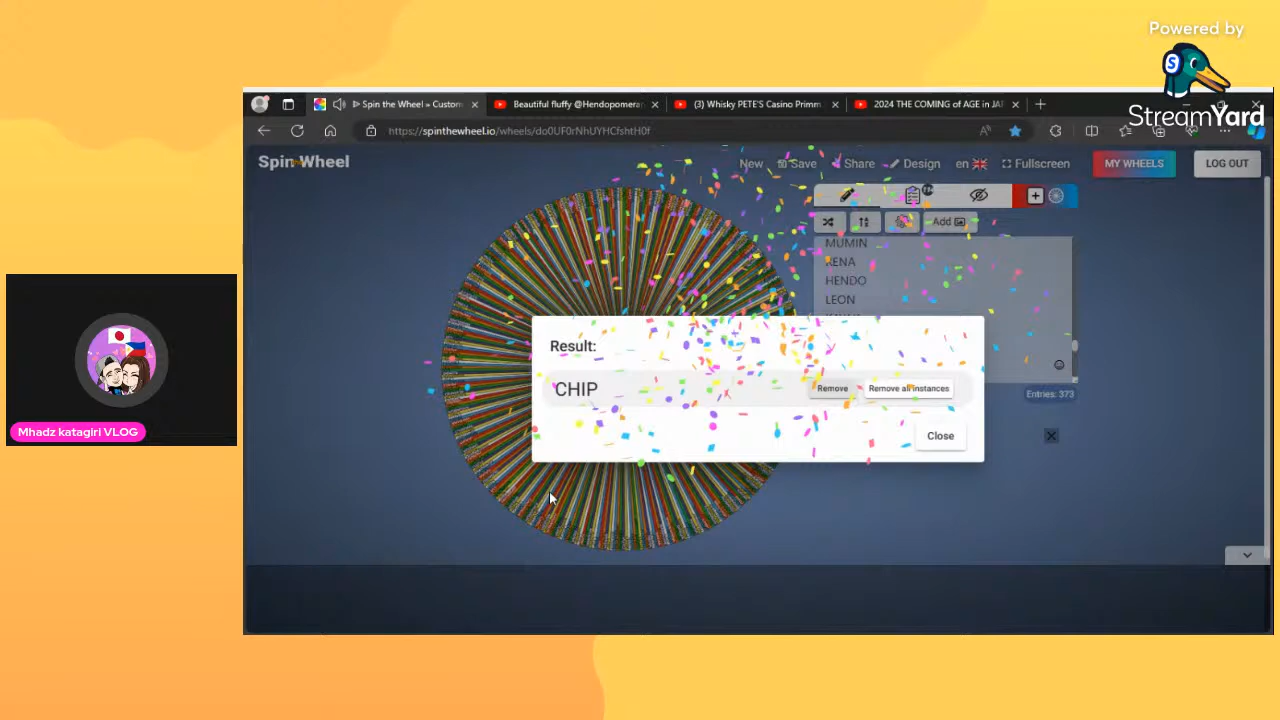 Powered by
StreamYard
Spin the Wheel = Custom
Beautiful fluffy @Hendopomeran
(3) Whisky PETE'S Casino Primm
2024 THE COMING of AGE in JAP
https://spinthewheel.io/wheels/
Spin Wheel
New
Save
Share
Design
en
Fullscreen
MY WHEELS
LOG OUT
Add
MUMIN
RENA
HENDO
LEON
Result:
CHIP
Remove
Remove all instances
Entries: 373
Close
Mhadz katagiri VLOG